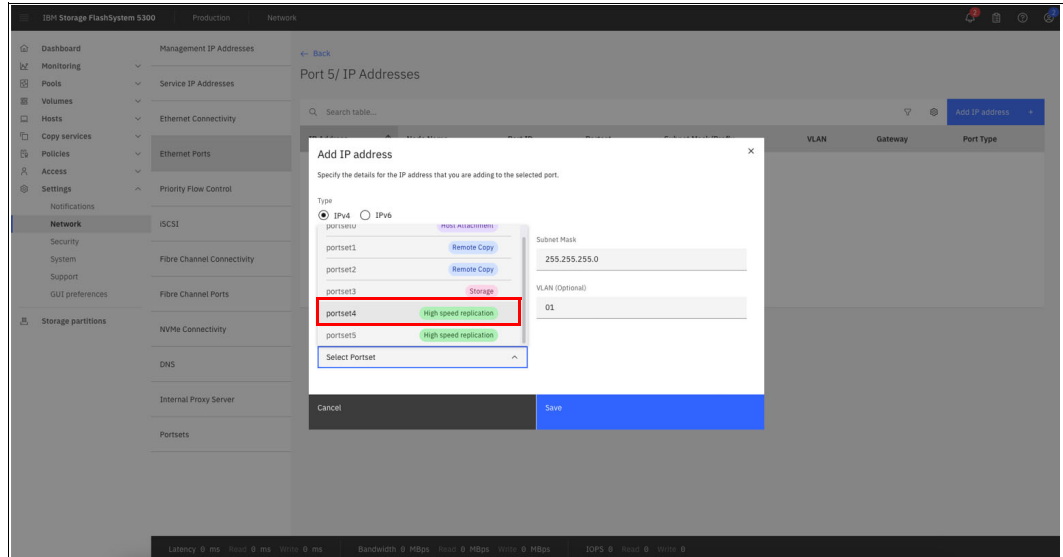 IBM Storage FlashSystem 5300 Production Network
Dashboard
Monitoring
Pools
Volumes
Hosts
Copy services
Policies
Access
Settings
Notifications
Network
Security
System
Support
GUI preferences
Storage partitions
Management IP Addresses
Service IP Addresses
Ethernet Connectivity
Ethernet Ports
Priority Flow Control
iSCSI
Fibre Channel Connectivity
Fibre Channel Ports
NVMe Connectivity
DNS
Internal Proxy Server
Portsets
← Back
Port 5/ IP Addresses
Search table...
Add IP address +
VLAN Gateway Port Type
Add IP address
Specify the details for the IP address that you are adding to the selected port.
Type
IPv4 IPv6
portset0 Host Attachment
portset1 Remote Copy
portset2 Remote Copy
portset3 Storage
portset4 High speed replication
portset5 High speed replication
Select Portset
Subnet Mask
255.255.255.0
VLAN (Optional)
01
Cancel
Save
Latency 0 ms Read 0 ms Write 0 ms Bandwidth 0 MBps Read 0 MBps Write 0 MBps IOPS 0 Read 0 Write 0